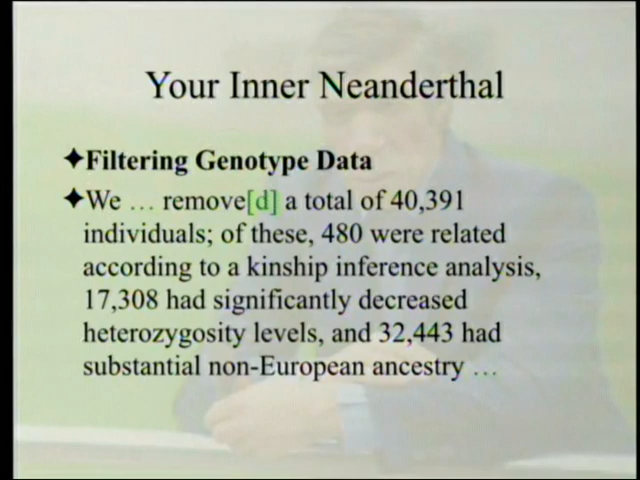 Your Inner Neanderthal
✦Filtering Genotype Data
✦We … remove[d] a total of 40,391
individuals; of these, 480 were related
according to a kinship inference analysis,
17,308 had significantly decreased
heterozygosity levels, and 32,443 had
substantial non-European ancestry …